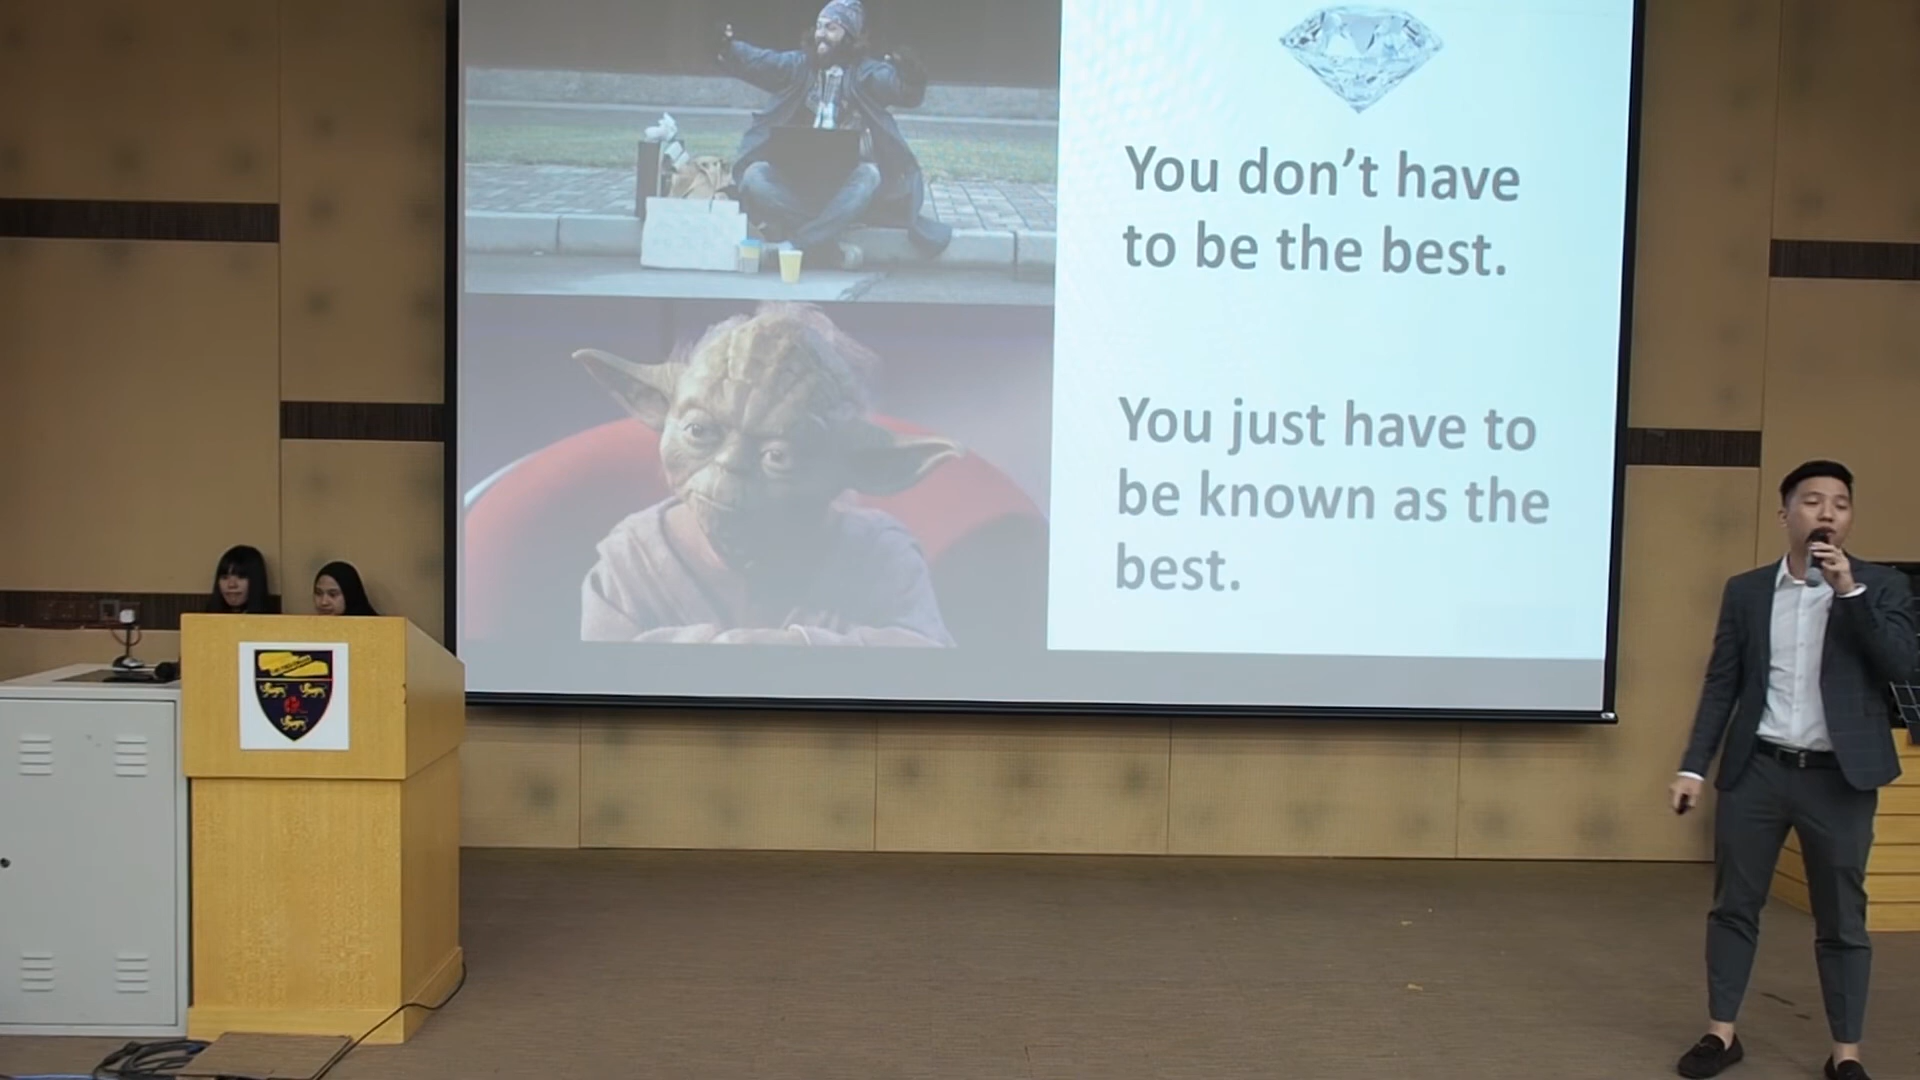 You don't have
to be the best.
You just have to
be known as the
best.